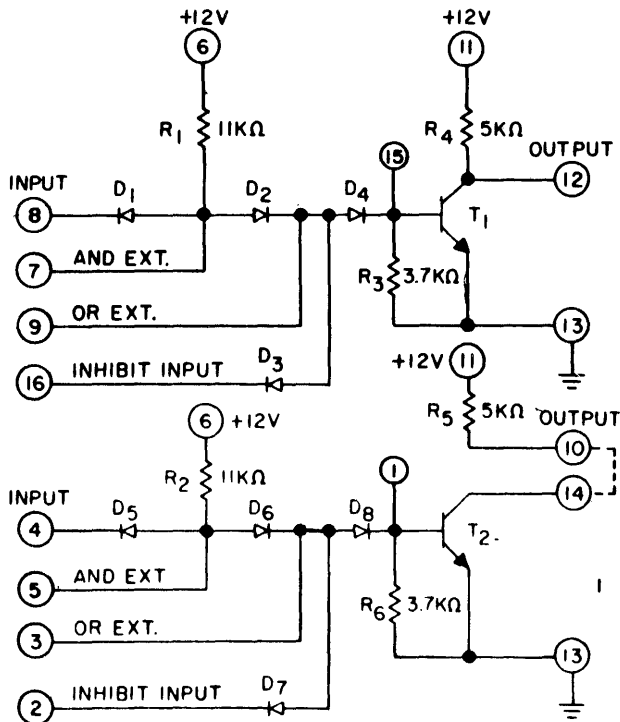 +12V
6
+12V
11
R1 11KΩ
R4 5KΩ
15
OUTPUT
12
INPUT
8
D1
D2
D4
T1
7
AND EXT.
R3 3.7KΩ
9
OR EXT.
13
16
INHIBIT INPUT
D3
+12V
11
R5 5KΩ
OUTPUT
10
6
+12V
R2 11KΩ
1
14
INPUT
4
D5
D6
D8
T2-
5
AND EXT
R6 3.7KΩ
I
3
OR EXT.
13
2
INHIBIT INPUT
D7